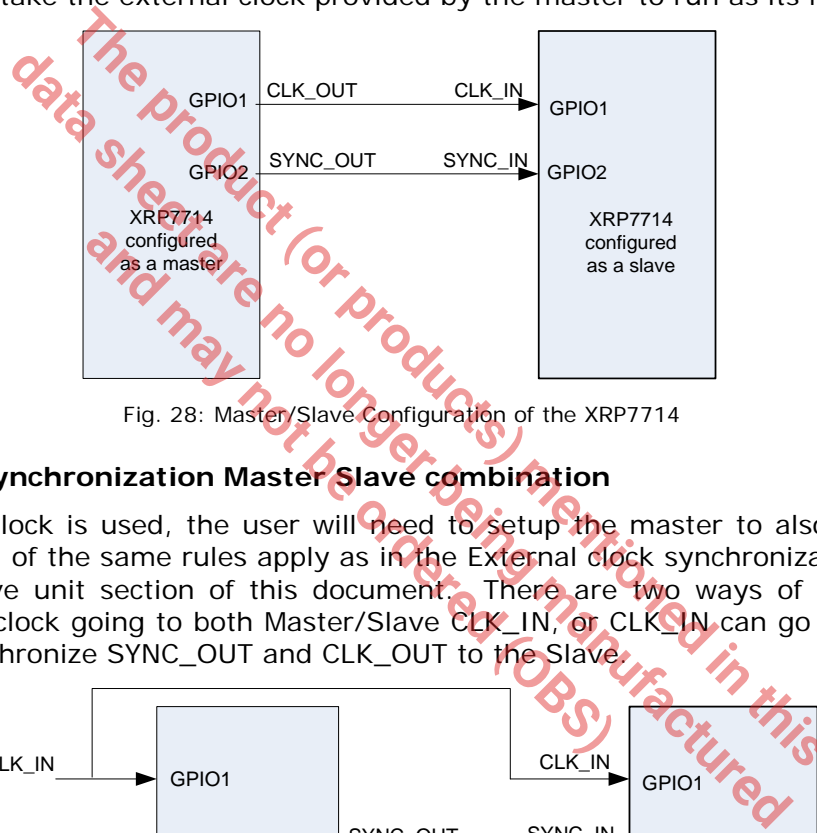 take the external clock provided by the master to run as its
GPIO1 CLK_OUT CLK_IN GPIO1
GPIO2 SYNC_OUT SYNC_IN GPIO2
XRP7714
configured
as a master
XRP7714
configured
as a slave
Fig. 28: Master/Slave Configuration of the XRP7714
ynchronization Master Slave combination
lock is used, the user will need to setup the master to also
of the same rules apply as in the External clock synchroniza
ve unit section of this document. There are two ways of
clock going to both Master/Slave CLK_IN, or CLK_IN can go
hronize SYNC_OUT and CLK_OUT to the Slave.
LK_IN GPIO1 CLK_IN GPIO1
SYNC_OUT SYNC_IN
The product (or products) mentioned in this
data sheet are no longer being manufactured
and may not be ordered (OBS)